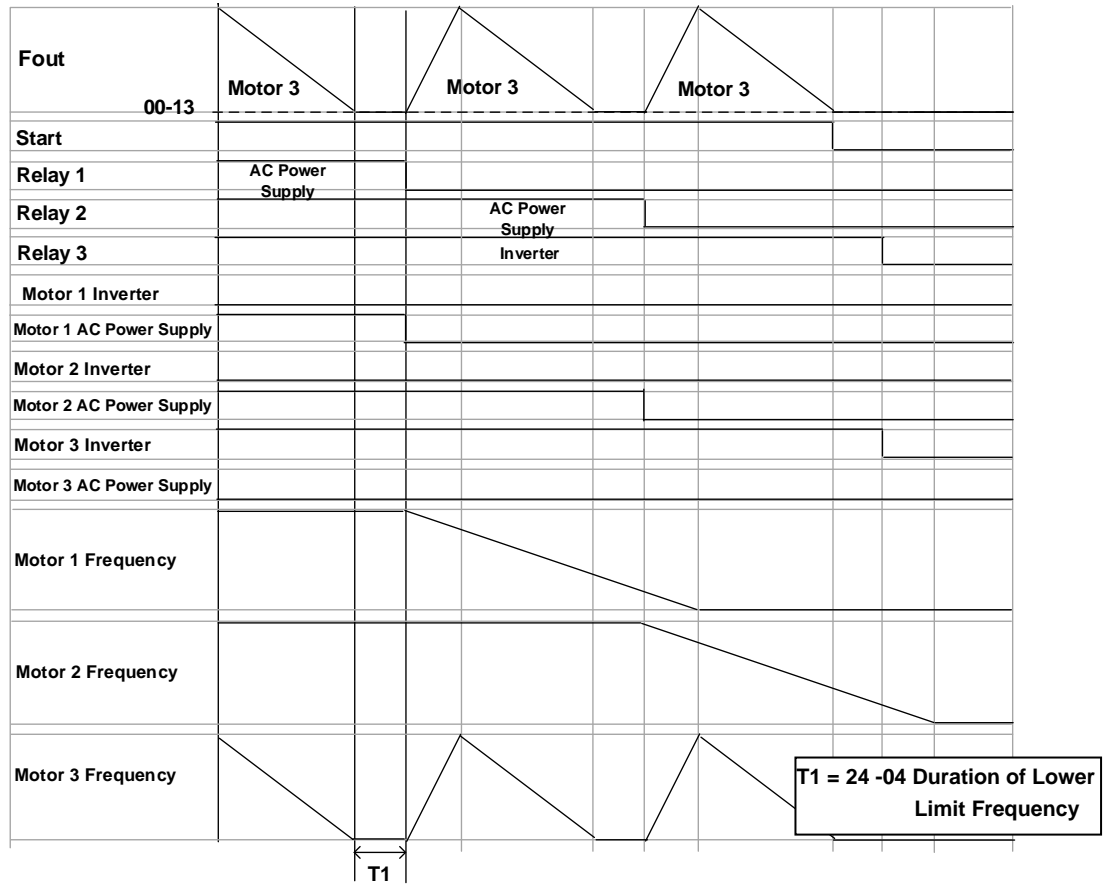 Fout
Motor 3
Motor 3
Motor 3
00-13
Start
Relay 1
AC Power
Supply
Relay 2
AC Power
Supply
Relay 3
Inverter
Motor 1 Inverter
Motor 1 AC Power Supply
Motor 2 Inverter
Motor 2 AC Power Supply
Motor 3 Inverter
Motor 3 AC Power Supply
Motor 1 Frequency
Motor 2 Frequency
Motor 3 Frequency
T1 = 24 -04 Duration of Lower
Limit Frequency
T1